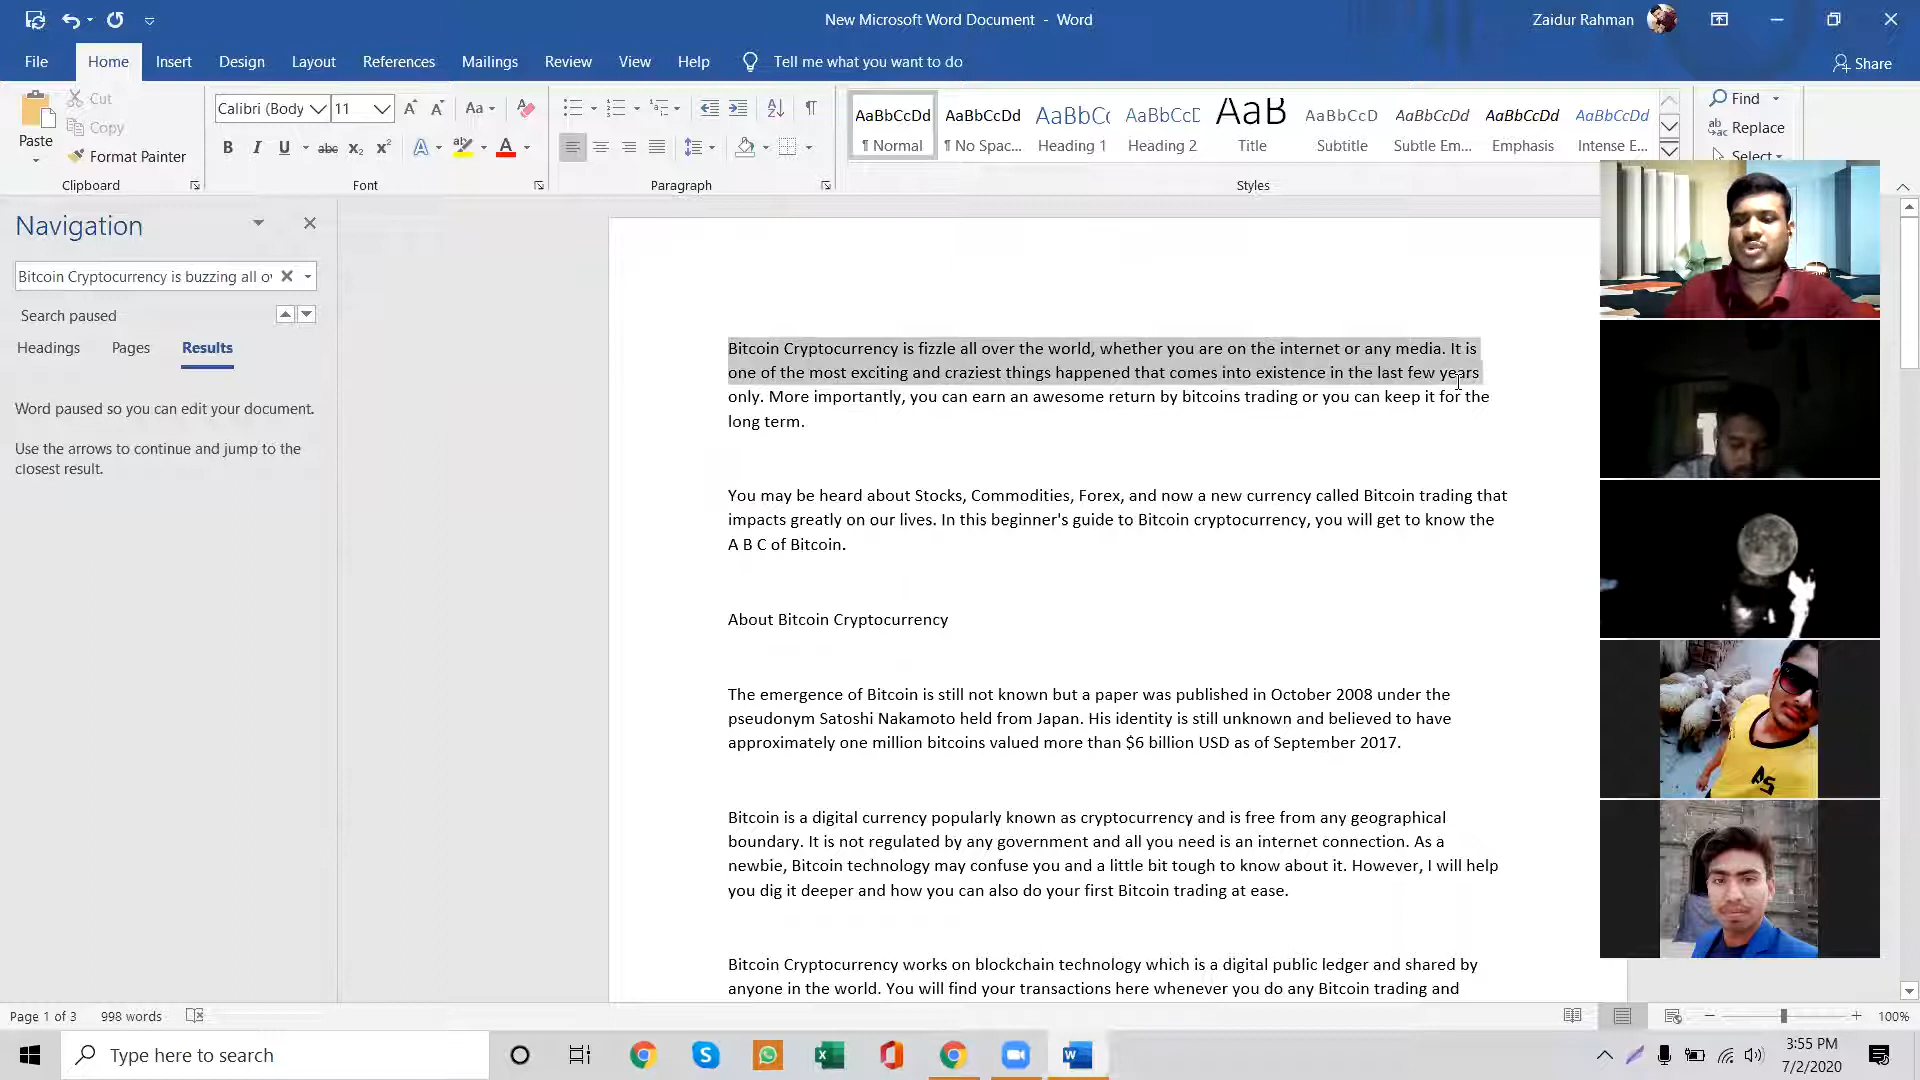 New Microsoft Word Document - Word
Zaidur Rahman
File Home Insert Design Layout References Mailings Review View Help Tell me what you want to do
Share
Paste
Cut
Copy
Format Painter
Clipboard
Calibri (Body 11
Aa
B I U abc x₂ x² A A
Font
Paragraph
AaBbCcDd AaBbCcDd AaBbCc AaBbCcD AaB AaBbCcD AaBbCcDd AaBbCcDd AaBbCcDd
¶ Normal ¶ No Spac... Heading 1 Heading 2 Title Subtitle Subtle Em... Emphasis Intense E...
Styles
Find
Replace
Select
Navigation
Bitcoin Cryptocurrency is buzzing all ov
Search paused
Headings Pages Results
Word paused so you can edit your document.
Use the arrows to continue and jump to the
closest result.
Bitcoin Cryptocurrency is fizzle all over the world, whether you are on the internet or any media. It is
one of the most exciting and craziest things happened that comes into existence in the last few years
only. More importantly, you can earn an awesome return by bitcoins trading or you can keep it for the
long term.
You may be heard about Stocks, Commodities, Forex, and now a new currency called Bitcoin trading that
impacts greatly on our lives. In this beginner's guide to Bitcoin cryptocurrency, you will get to know the
A B C of Bitcoin.
About Bitcoin Cryptocurrency
The emergence of Bitcoin is still not known but a paper was published in October 2008 under the
pseudonym Satoshi Nakamoto held from Japan. His identity is still unknown and believed to have
approximately one million bitcoins valued more than $6 billion USD as of September 2017.
Bitcoin is a digital currency popularly known as cryptocurrency and is free from any geographical
boundary. It is not regulated by any government and all you need is an internet connection. As a
newbie, Bitcoin technology may confuse you and a little bit tough to know about it. However, I will help
you dig it deeper and how you can also do your first Bitcoin trading at ease.
Bitcoin Cryptocurrency works on blockchain technology which is a digital public ledger and shared by
anyone in the world. You will find your transactions here whenever you do any Bitcoin trading and
AS
Page 1 of 3 998 words
100%
Type here to search
3:55 PM
7/2/2020